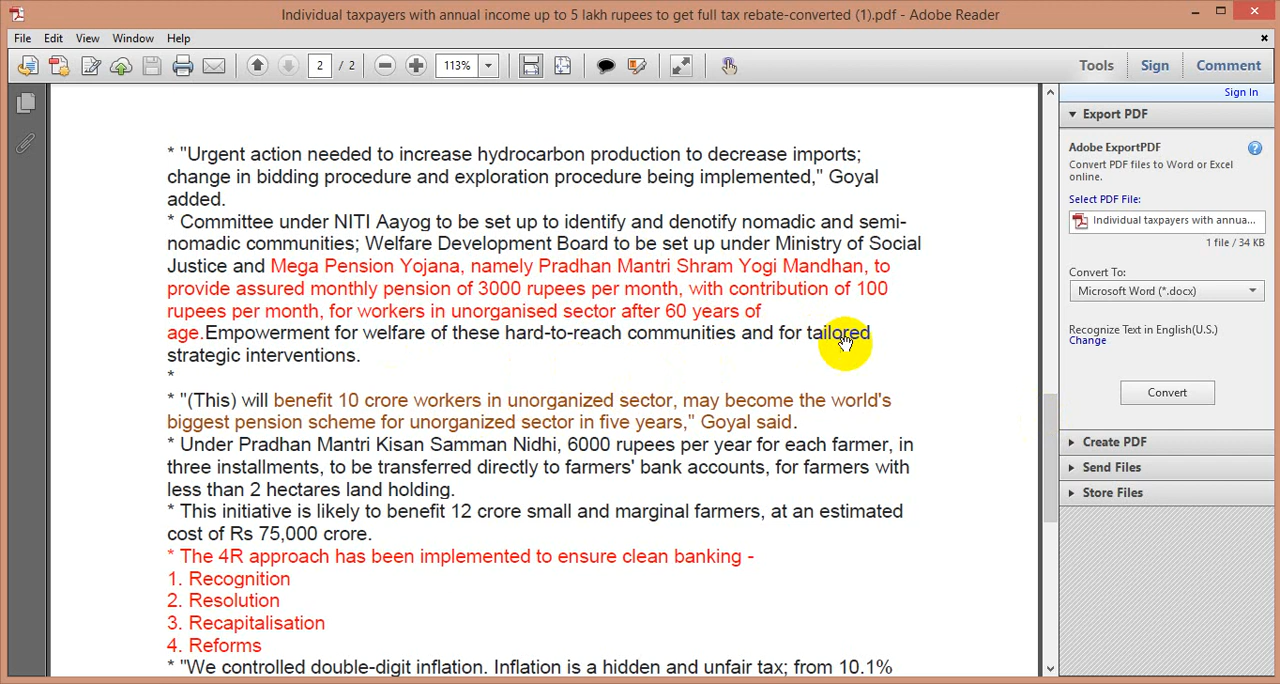 Individual taxpayers with annual income up to 5 lakh rupees to get full tax rebate-converted (1).pdf - Adobe Reader
File Edit View Window Help
2 / 2 113% Tools Sign Comment
Sign In
Export PDF
Adobe ExportPDF
Convert PDF files to Word or Excel
online.
Select PDF File:
Individual taxpayers with annua...
1 file / 34 KB
Convert To:
Microsoft Word (*.docx)
Recognize Text in English(U.S.)
Change
Convert
Create PDF
Send Files
Store Files
* "Urgent action needed to increase hydrocarbon production to decrease imports;
change in bidding procedure and exploration procedure being implemented," Goyal
added.
* Committee under NITI Aayog to be set up to identify and denotify nomadic and semi-
nomadic communities; Welfare Development Board to be set up under Ministry of Social
Justice and Mega Pension Yojana, namely Pradhan Mantri Shram Yogi Mandhan, to
provide assured monthly pension of 3000 rupees per month, with contribution of 100
rupees per month, for workers in unorganised sector after 60 years of
age.Empowerment for welfare of these hard-to-reach communities and for tailored
strategic interventions.
*
* "(This) will benefit 10 crore workers in unorganized sector, may become the world's
biggest pension scheme for unorganized sector in five years," Goyal said.
* Under Pradhan Mantri Kisan Samman Nidhi, 6000 rupees per year for each farmer, in
three installments, to be transferred directly to farmers' bank accounts, for farmers with
less than 2 hectares land holding.
* This initiative is likely to benefit 12 crore small and marginal farmers, at an estimated
cost of Rs 75,000 crore.
* The 4R approach has been implemented to ensure clean banking -
1. Recognition
2. Resolution
3. Recapitalisation
4. Reforms
* "We controlled double-digit inflation. Inflation is a hidden and unfair tax; from 10.1%